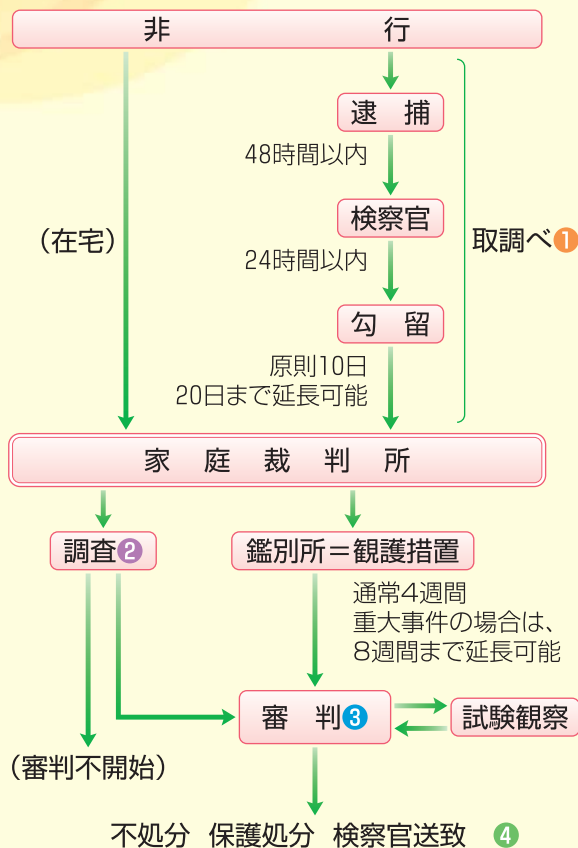 非行
逮捕
48時間以内
検察官
(在宅)
24時間以内
取調べ❶
勾留
原則10日
20日まで延長可能
家庭裁判所
調査❷
鑑別所=観護措置
通常4週間
重大事件の場合は、
8週間まで延長可能
審判❸
試験観察
(審判不開始)
不処分 保護処分 検察官送致 ❹